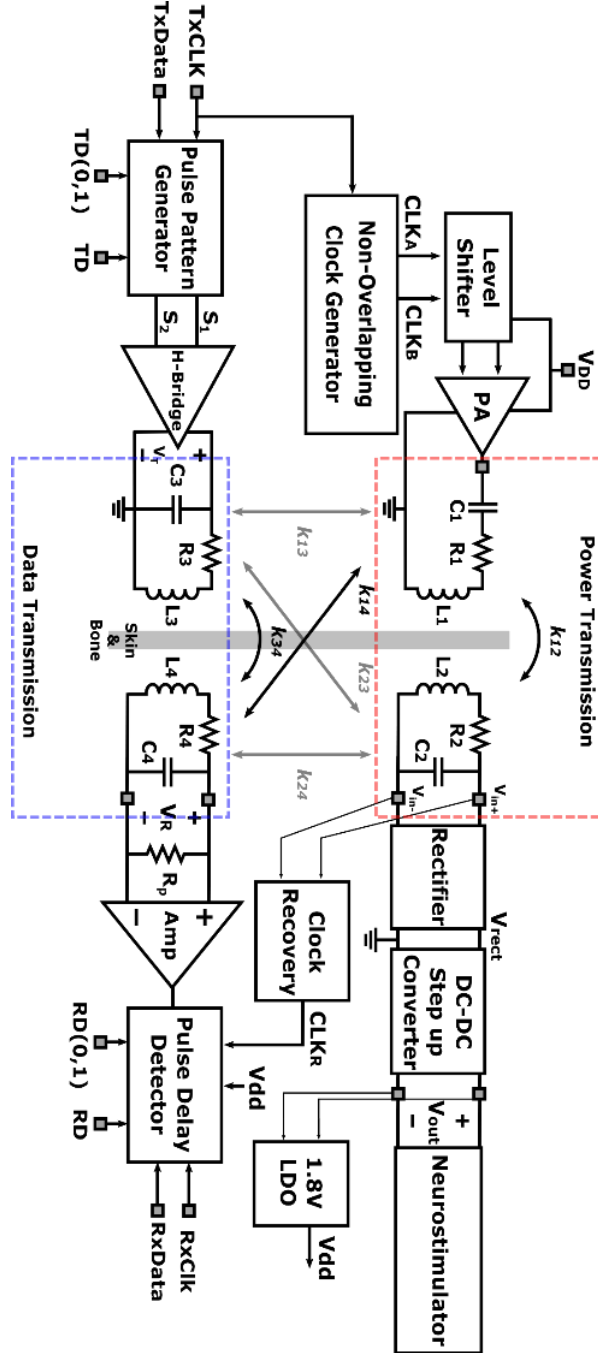 Power Transmission
k12
VDD
Level
Shifter
PA
C1
R1
L1
L2
R2
C2
Vin+
Vin-
Rectifier
Vrect
DC-DC
Step up
Converter
+
Vout
−
Neurostimulator
CLKA
CLKB
Non-Overlapping
Clock Generator
k13
k14
k23
k24
k34
Clock
Recovery
CLKR
1.8V
LDO
Vdd
Vdd
TxCLK
TxData
Pulse Pattern
Generator
TD(0,1)
TD
S1
S2
H-Bridge
+
VT
−
C3
R3
L3
Skin
&
Bone
L4
R4
C4
+
VR
−
Rp
+
Amp
−
Pulse Delay
Detector
RD(0,1)
RD
RxClk
RxData
Data Transmission